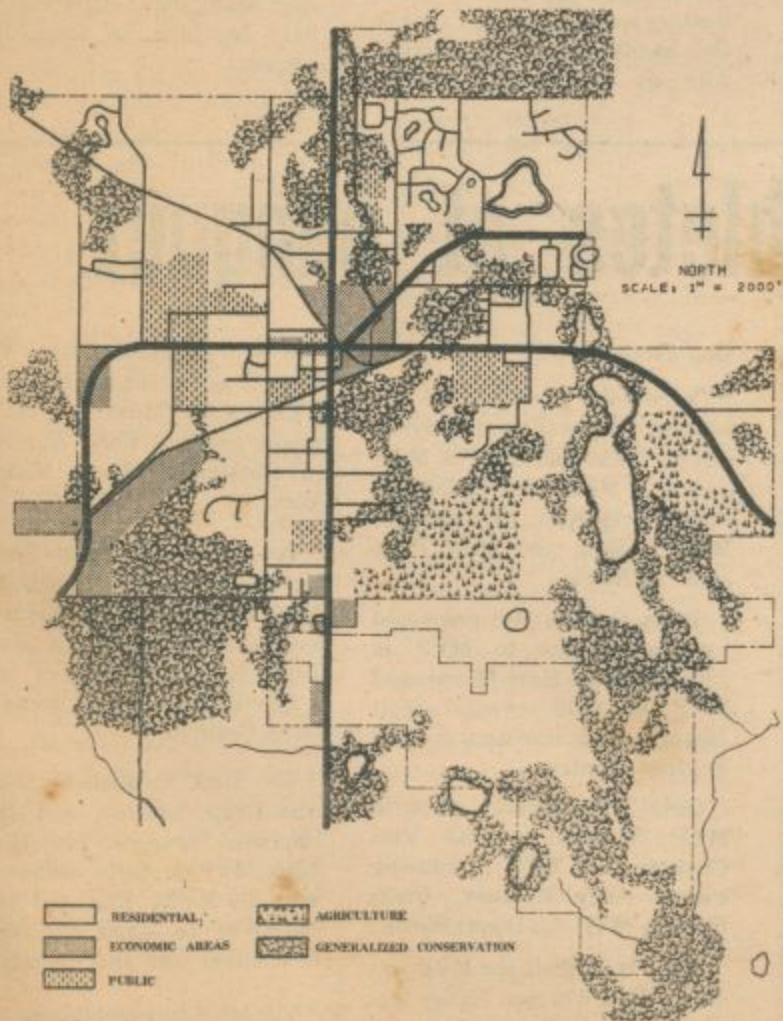 NORTH
SCALE: 1" = 2000'
RESIDENTIAL
ECONOMIC AREAS
PUBLIC
AGRICULTURE
GENERALIZED CONSERVATION